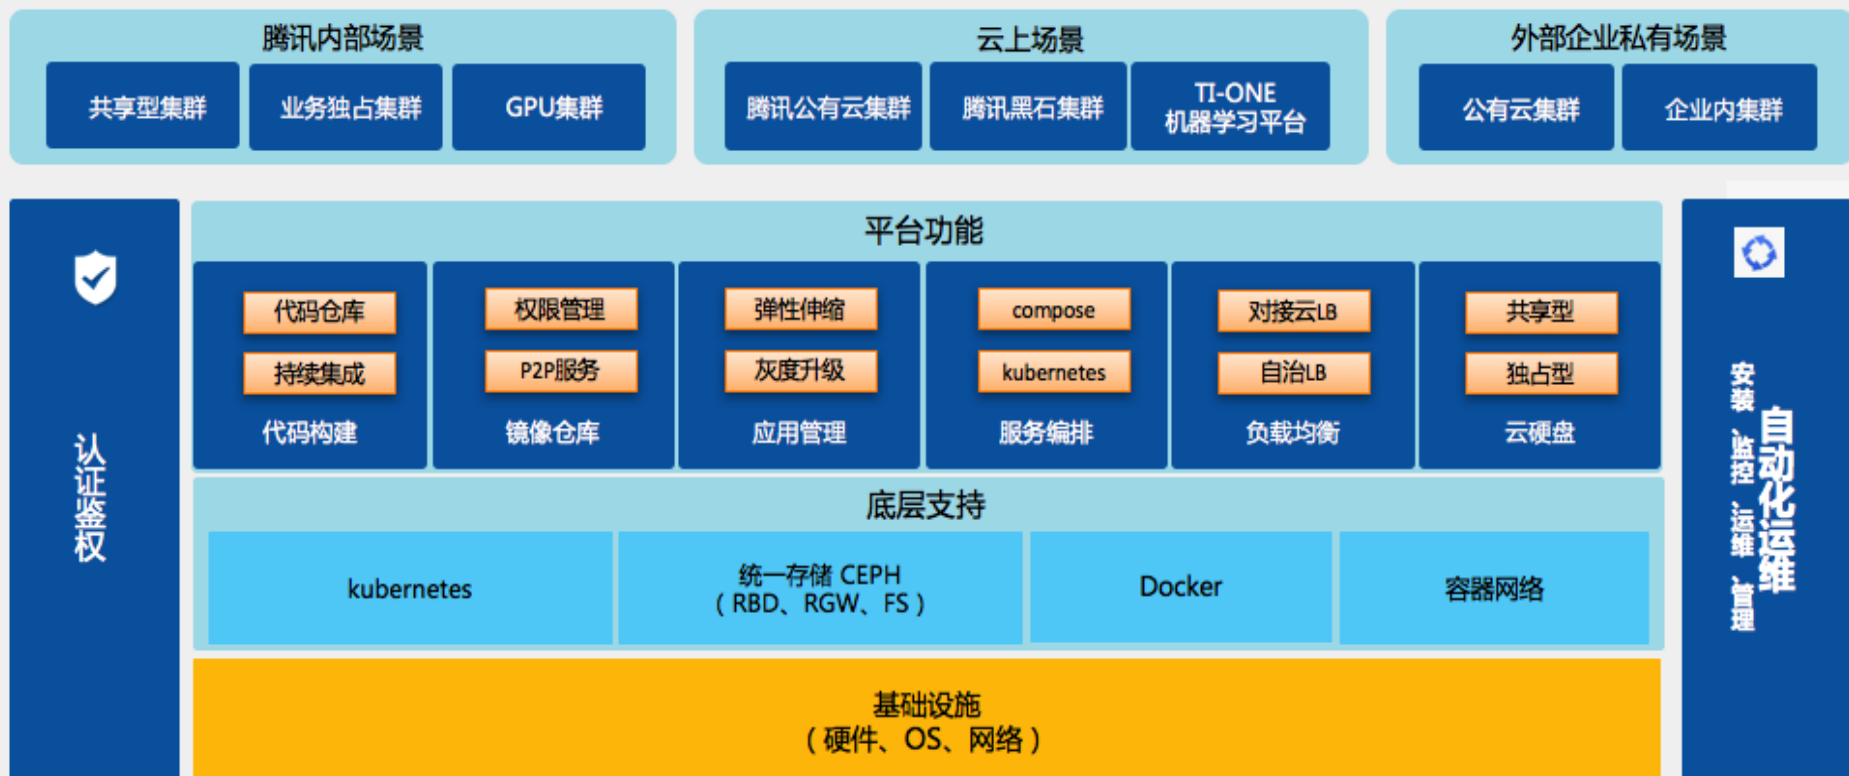 腾讯内部场景
共享型集群
业务独占集群
GPU集群
云上场景
腾讯公有云集群
腾讯黑石集群
TI-ONE
机器学习平台
外部企业私有场景
公有云集群
企业内集群
认证鉴权
平台功能
代码仓库
持续集成
代码构建
权限管理
P2P服务
镜像仓库
弹性伸缩
灰度升级
应用管理
compose
kubernetes
服务编排
对接云LB
自治LB
负载均衡
共享型
独占型
云硬盘
底层支持
kubernetes
统一存储 CEPH
（RBD、RGW、FS）
Docker
容器网络
基础设施
（硬件、OS、网络）
自动化运维
安装、监控、运维、管理